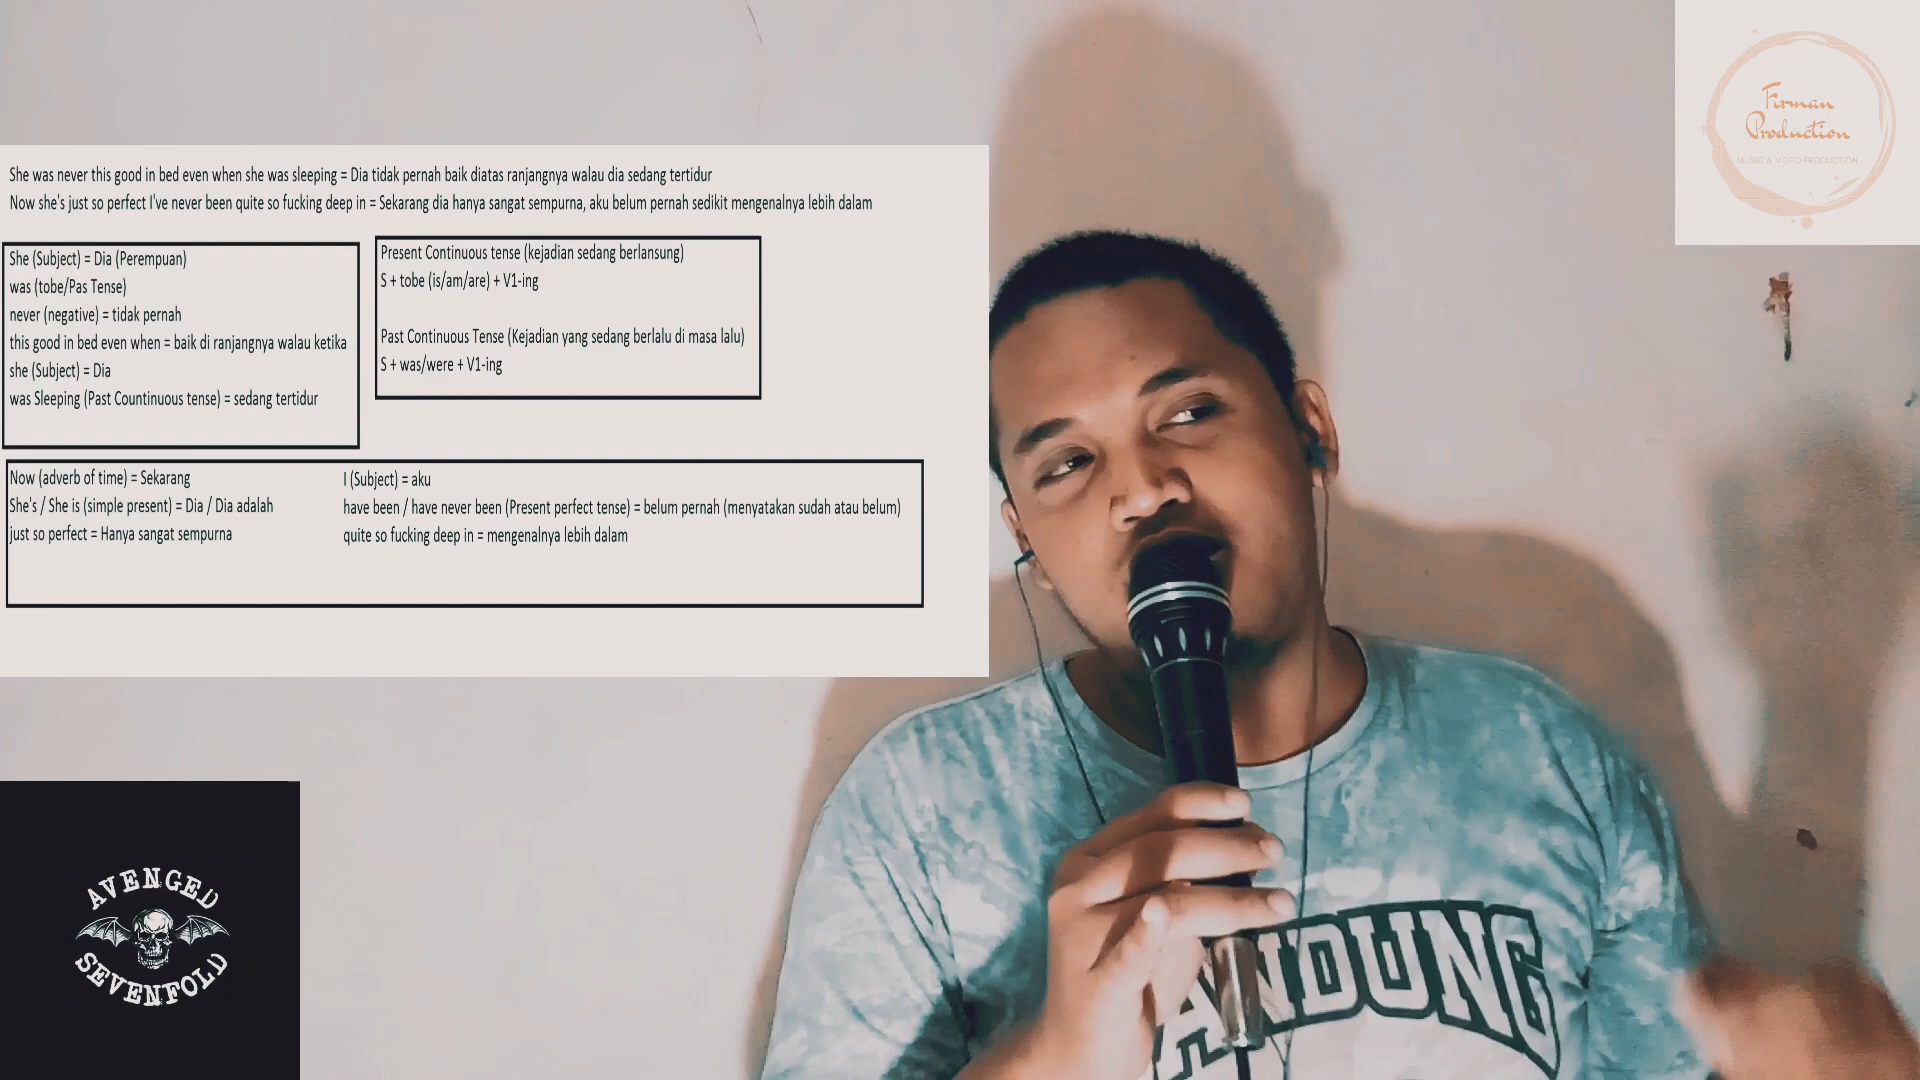 She was never this good in bed even when she was sleeping = Dia tidak pernah baik diatas ranjangnya walau dia sedang tertidur
Now she's just so perfect I've never been quite so fucking deep in = Sekarang dia hanya sangat sempurna, aku belum pernah sedikit mengenalnya lebih dalam
She (Subject) = Dia (Perempuan)
was (tobe/Pas Tense)
never (negative) = tidak pernah
this good in bed even when = baik di ranjangnya walau ketika
she (Subject) = Dia
was Sleeping (Past Countinuous tense) = sedang tertidur
Present Continuous tense (kejadian sedang berlansung)
S + tobe (is/am/are) + V1-ing
Past Continuous Tense (Kejadian yang sedang berlalu di masa lalu)
S + was/were + V1-ing
Now (adverb of time) = Sekarang
She's / She is (simple present) = Dia / Dia adalah
just so perfect = Hanya sangat sempurna
I (Subject) = aku
have been / have never been (Present perfect tense) = belum pernah (menyatakan sudah atau belum)
quite so fucking deep in = mengenalnya lebih dalam
Firman
Production
MUSIC & VIDEO PRODUCTION
AVENGED
SEVENFOLD
ANDUNG